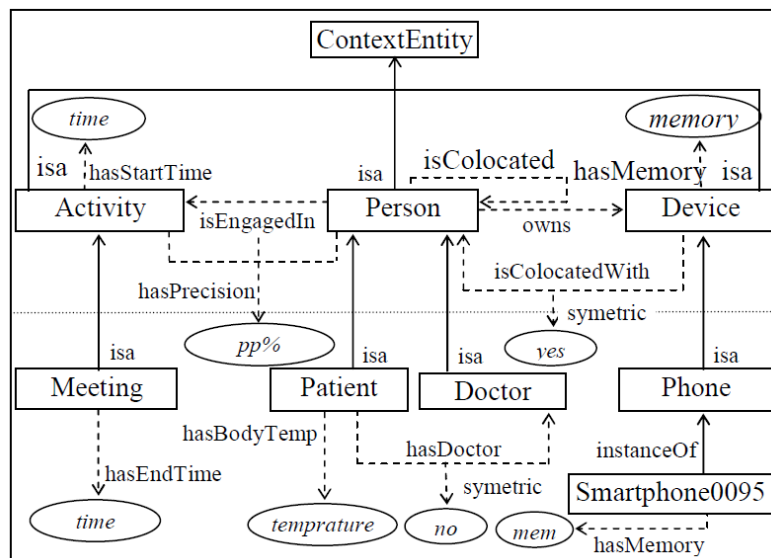 ContextEntity
time
memory
isa
hasStartTime
isa
isColocated
hasMemory
isa
Activity
isEngagedIn
Person
owns
Device
isColocatedWith
hasPrecision
symetric
pp%
yes
isa
isa
isa
isa
Meeting
Patient
Doctor
Phone
hasBodyTemp
hasDoctor
instanceOf
hasEndTime
symetric
Smartphone0095
time
temprature
no
mem
hasMemory